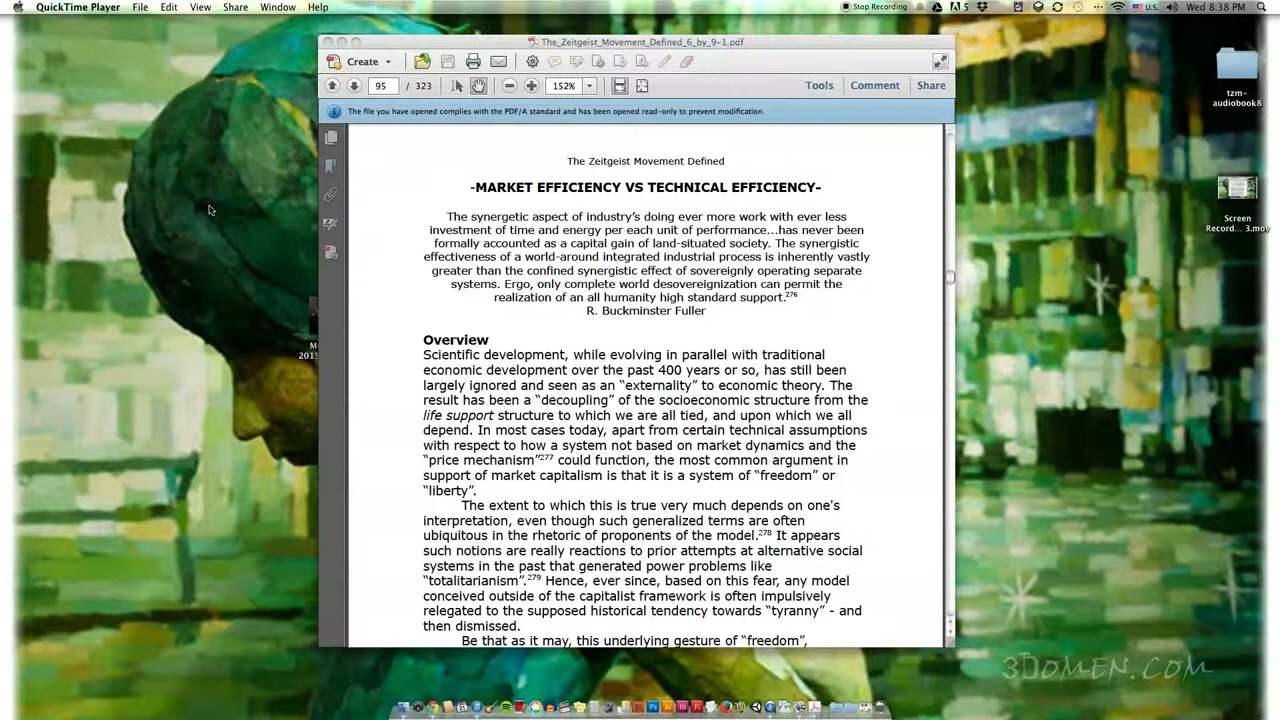 QuickTime Player File Edit View Share Window Help
Stop Recording
5
U.S.
Wed 8:38 PM
The_Zeitgeist_Movement_Defined_6_by_9-1.pdf
Create
95 / 323
152%
Tools Comment Share
The file you have opened complies with the PDF/A standard and has been opened read-only to prevent modification.
The Zeitgeist Movement Defined
-MARKET EFFICIENCY VS TECHNICAL EFFICIENCY-
The synergetic aspect of industry's doing ever more work with ever less
investment of time and energy per each unit of performance...has never been
formally accounted as a capital gain of land-situated society. The synergistic
effectiveness of a world-around integrated industrial process is inherently vastly
greater than the confined synergistic effect of sovereignly operating separate
systems. Ergo, only complete world desovereignization can permit the
realization of an all humanity high standard support.276
R. Buckminster Fuller
Overview
Scientific development, while evolving in parallel with traditional
economic development over the past 400 years or so, has still been
largely ignored and seen as an “externality” to economic theory. The
result has been a “decoupling” of the socioeconomic structure from the
life support structure to which we are all tied, and upon which we all
depend. In most cases today, apart from certain technical assumptions
with respect to how a system not based on market dynamics and the
“price mechanism”277 could function, the most common argument in
support of market capitalism is that it is a system of “freedom” or
“liberty”.
The extent to which this is true very much depends on one's
interpretation, even though such generalized terms are often
ubiquitous in the rhetoric of proponents of the model.278 It appears
such notions are really reactions to prior attempts at alternative social
systems in the past that generated power problems like
“totalitarianism”.279 Hence, ever since, based on this fear, any model
conceived outside of the capitalist framework is often impulsively
relegated to the supposed historical tendency towards “tyranny” - and
then dismissed.
Be that as it may, this underlying gesture of “freedom”,
tzm-
audiobook8
Screen
Record... 3.mov
3DOMEN.COM